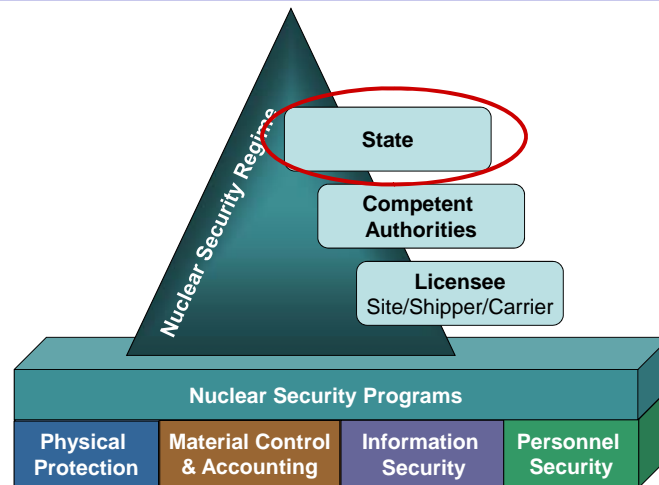 Nuclear Security Regime
State
Competent
Authorities
Licensee
Site/Shipper/Carrier
Nuclear Security Programs
Physical
Protection
Material Control
& Accounting
Information
Security
Personnel
Security